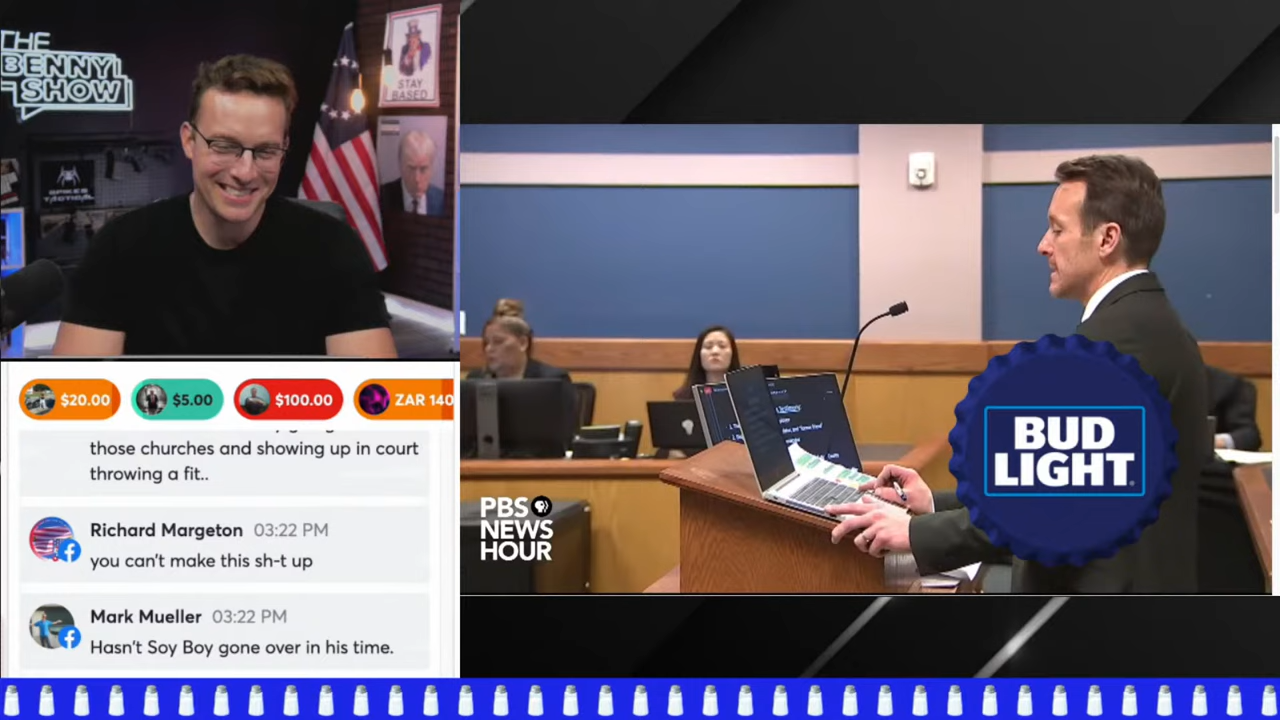 THE
BENNY
SHOW
STAY
BASED
SPIKES
TACTICAL
$20.00
$5.00
$100.00
ZAR 140
those churches and showing up in court
throwing a fit..
Richard Margeton 03:22 PM
you can't make this sh-t up
Mark Mueller 03:22 PM
Hasn't Soy Boy gone over in his time.
PBS
NEWS
HOUR
BUD
LIGHT